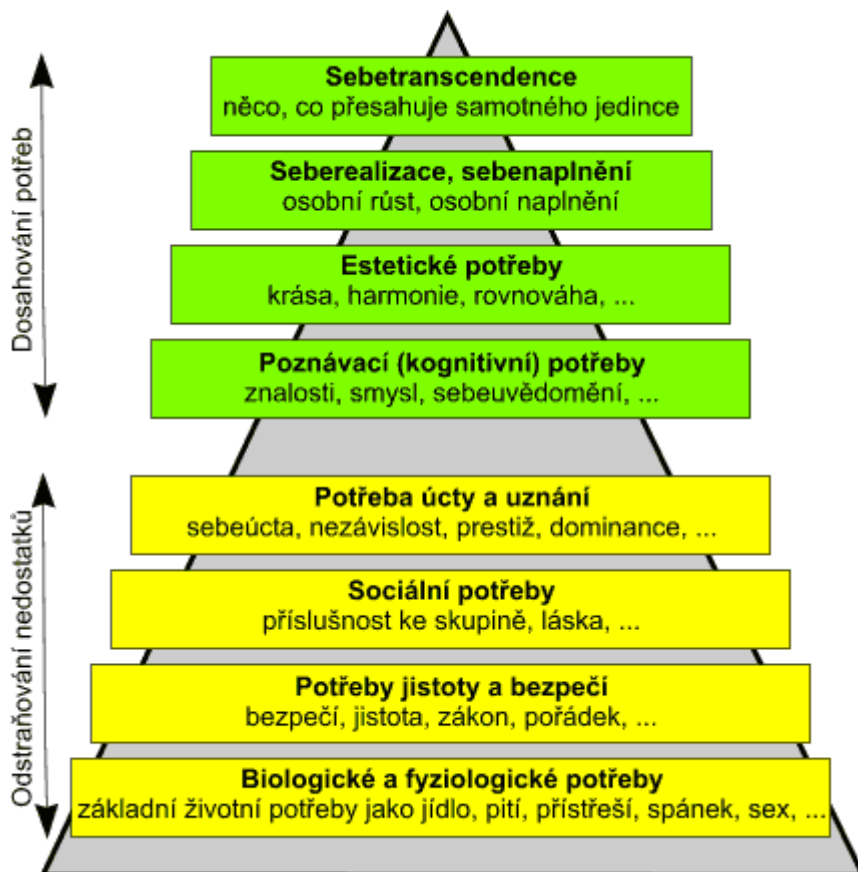 Sebetranscendence
něco, co přesahuje samotného jedince
Seberealizace, sebenaplnění
osobní růst, osobní naplnění
Estetické potřeby
krása, harmonie, rovnováha, ...
Poznávací (kognitivní) potřeby
znalosti, smysl, sebeuvědomění, ...
Dosahování potřeb
Potřeba úcty a uznání
sebeúcta, nezávislost, prestiž, dominance, ...
Sociální potřeby
příslušnost ke skupině, láska, ...
Potřeby jistoty a bezpečí
bezpečí, jistota, zákon, pořádek, ...
Biologické a fyziologické potřeby
základní životní potřeby jako jídlo, pití, přístřeší, spánek, sex, ...
Odstraňování nedostatků